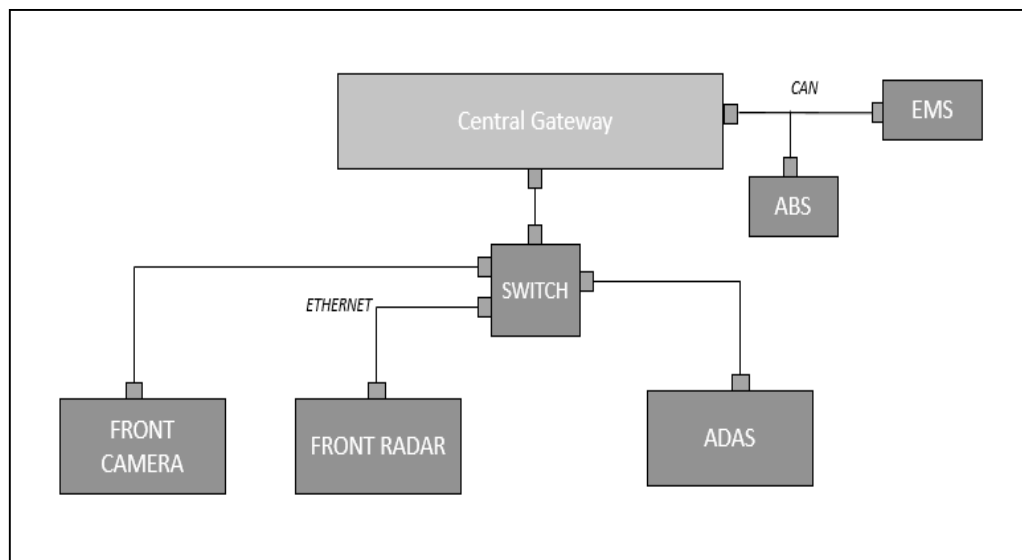 Central Gateway
CAN
EMS
ABS
SWITCH
ETHERNET
FRONT
CAMERA
FRONT RADAR
ADAS